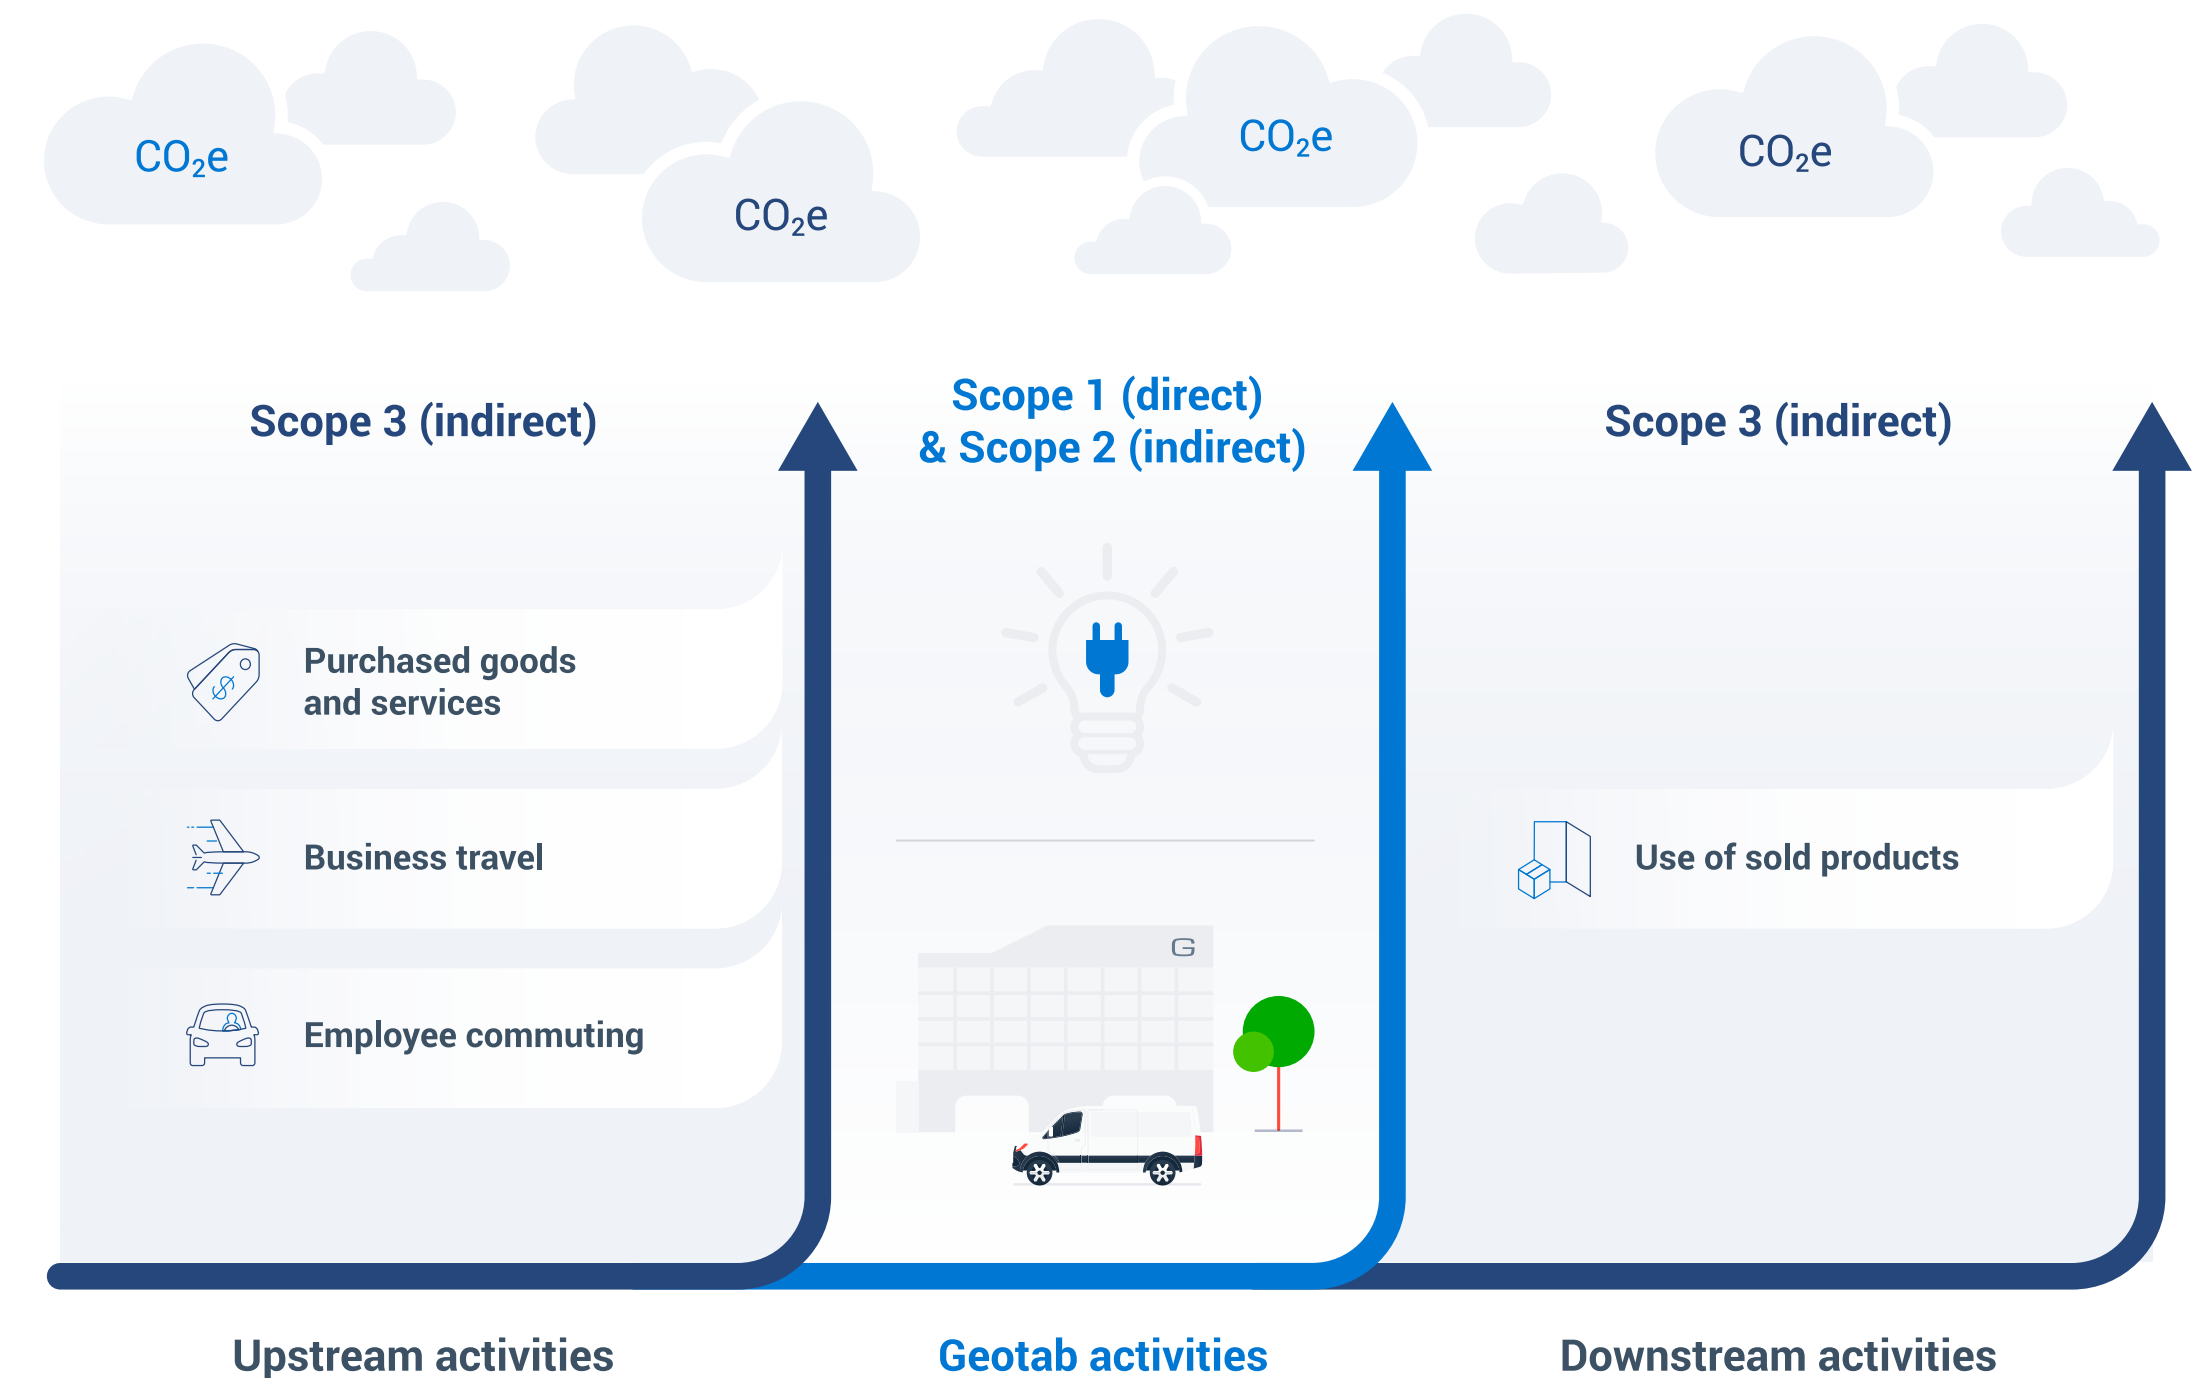 CO₂e
CO₂e
CO₂e
CO₂e
Scope 3 (indirect)
Scope 1 (direct)
& Scope 2 (indirect)
Scope 3 (indirect)
Purchased goods
and services
Business travel
Employee commuting
G
Use of sold products
Upstream activities
Geotab activities
Downstream activities